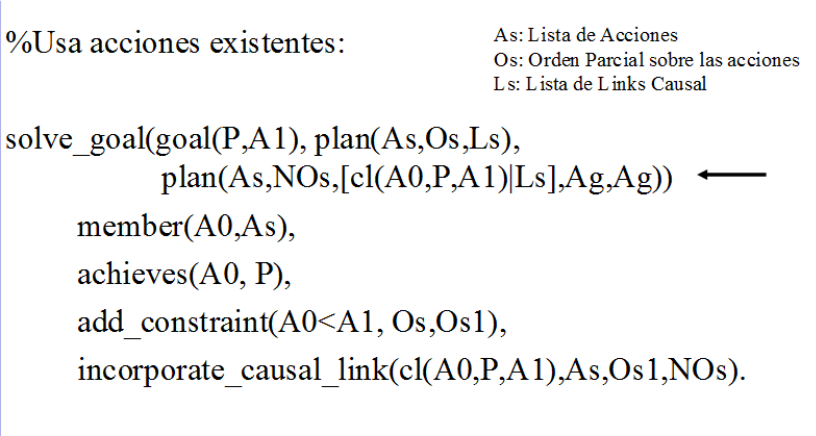 %Usa acciones existentes:
As: Lista de Acciones
Os: Orden Parcial sobre las acciones
Ls: Lista de Links Causal
solve_goal(goal(P,A1), plan(As,Os,Ls),
plan(As,NOs,[cl(A0,P,A1)|Ls],Ag,Ag)) ←
member(A0,As),
achieves(A0, P),
add_constraint(A0<A1, Os,Os1),
incorporate_causal_link(cl(A0,P,A1),As,Os1,NOs).